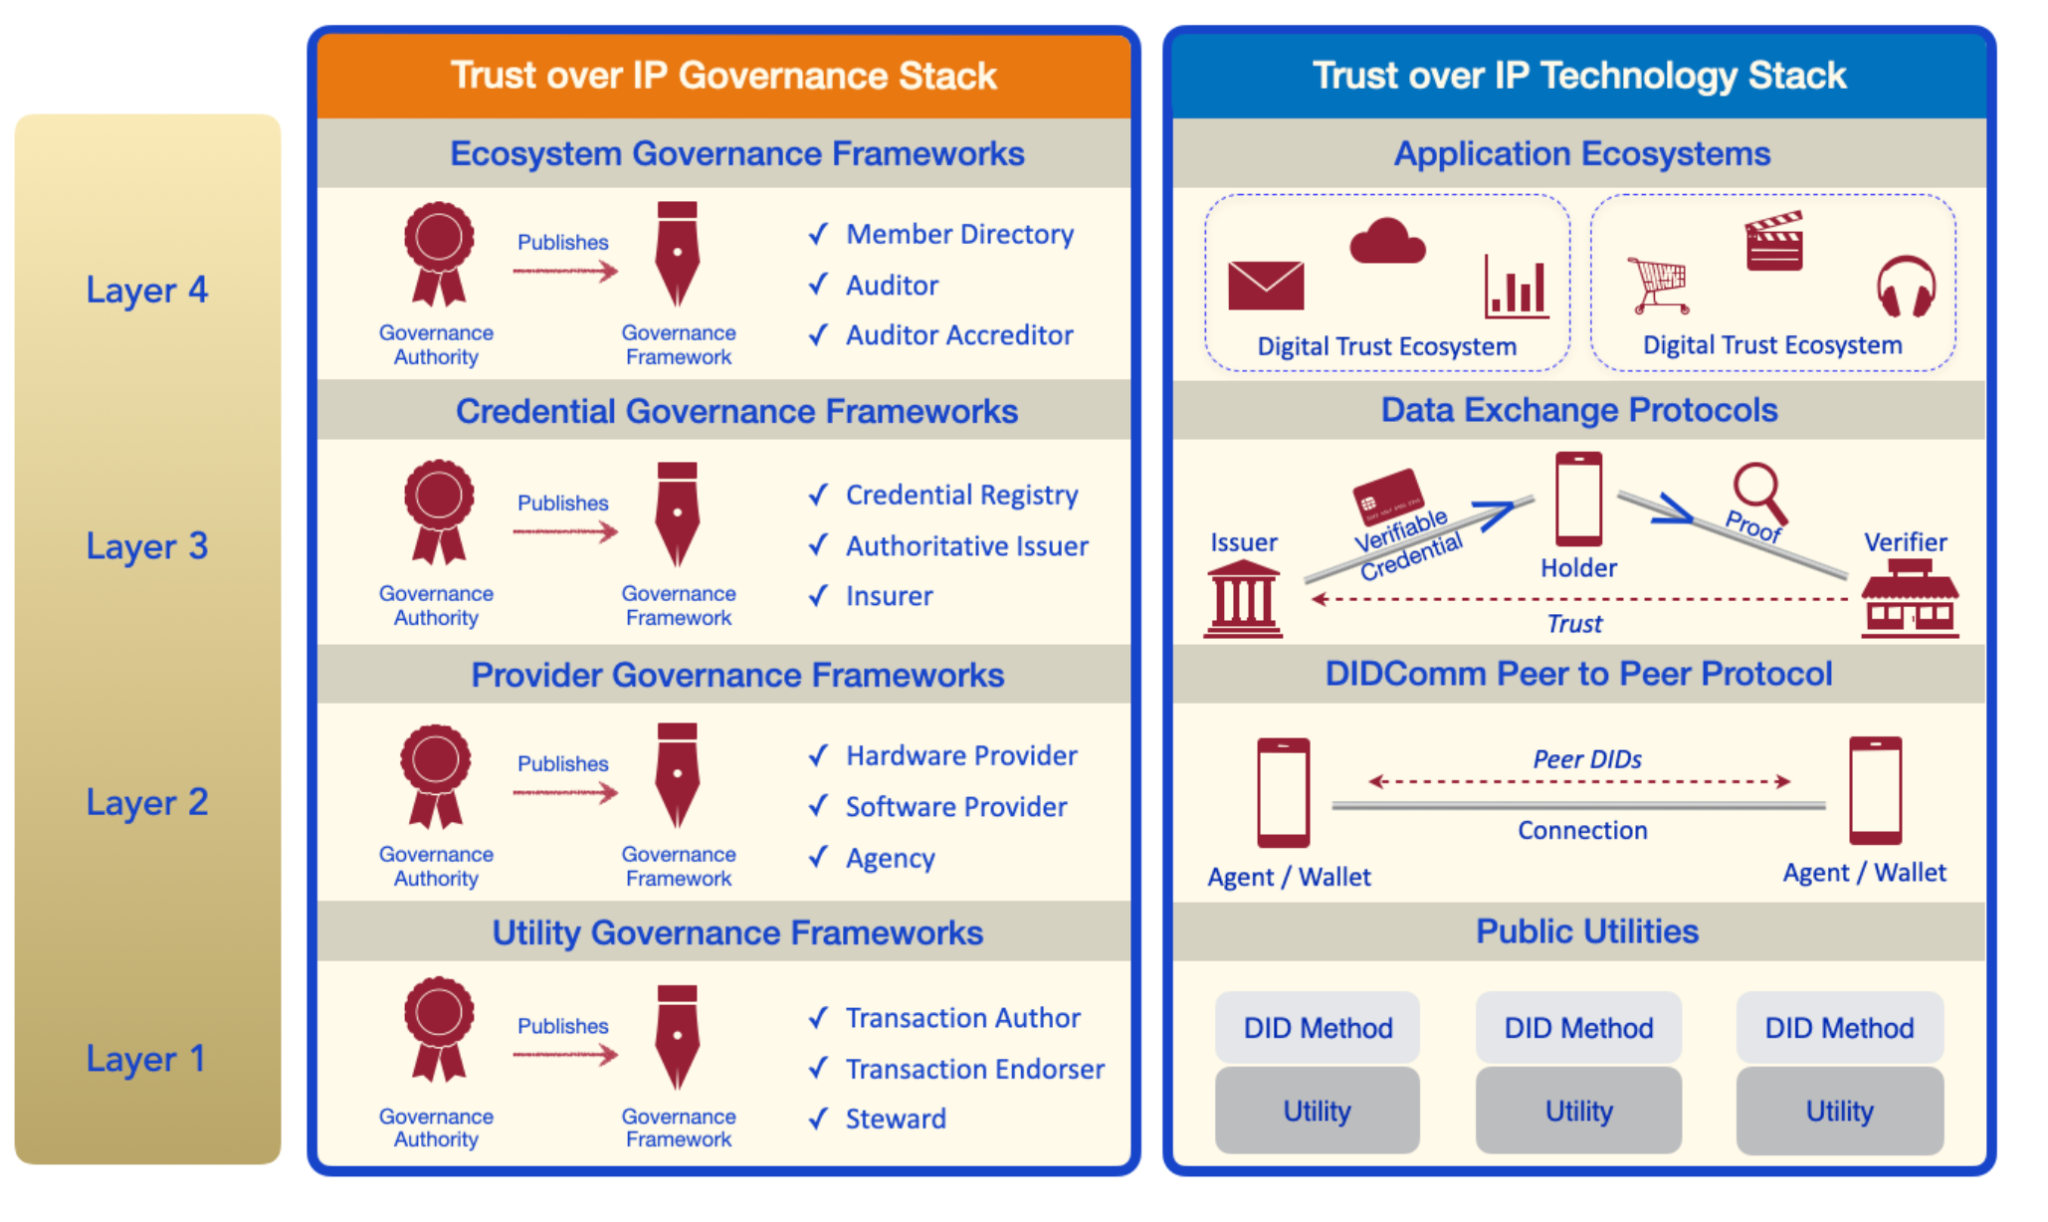 Trust over IP Governance Stack
Trust over IP Technology Stack
Layer 4
Ecosystem Governance Frameworks
Publishes
Governance
Authority
Governance
Framework
✓ Member Directory
✓ Auditor
✓ Auditor Accreditor
Application Ecosystems
Digital Trust Ecosystem
Digital Trust Ecosystem
Layer 3
Credential Governance Frameworks
Publishes
Governance
Authority
Governance
Framework
✓ Credential Registry
✓ Authoritative Issuer
✓ Insurer
Data Exchange Protocols
Issuer
Verifiable
Credential
Holder
Proof
Verifier
Trust
Layer 2
Provider Governance Frameworks
Publishes
Governance
Authority
Governance
Framework
✓ Hardware Provider
✓ Software Provider
✓ Agency
DIDComm Peer to Peer Protocol
Peer DIDs
Connection
Agent / Wallet
Agent / Wallet
Layer 1
Utility Governance Frameworks
Publishes
Governance
Authority
Governance
Framework
✓ Transaction Author
✓ Transaction Endorser
✓ Steward
Public Utilities
DID Method
DID Method
DID Method
Utility
Utility
Utility